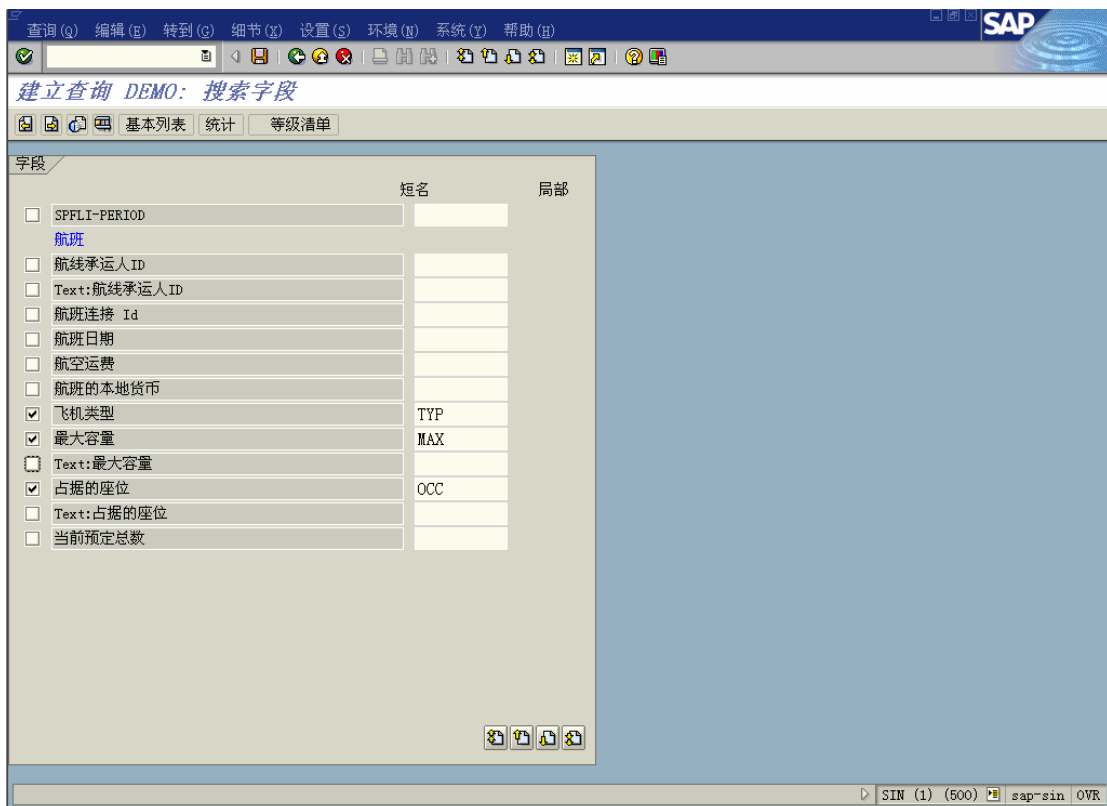 查询(Q) 编辑(E) 转到(G) 细节(X) 设置(S) 环境(N) 系统(Y) 帮助(H)
SAP
建立查询 DEMO: 搜索字段
基本列表 统计 等级清单
字段
短名 局部
SPFLI-PERIOD
航班
航线承运人ID
Text:航线承运人ID
航班连接 Id
航班日期
航空运费
航班的本地货币
飞机类型 TYP
最大容量 MAX
Text:最大容量
占据的座位 OCC
Text:占据的座位
当前预定总数
SIN (1) (500) sap-sin OVR